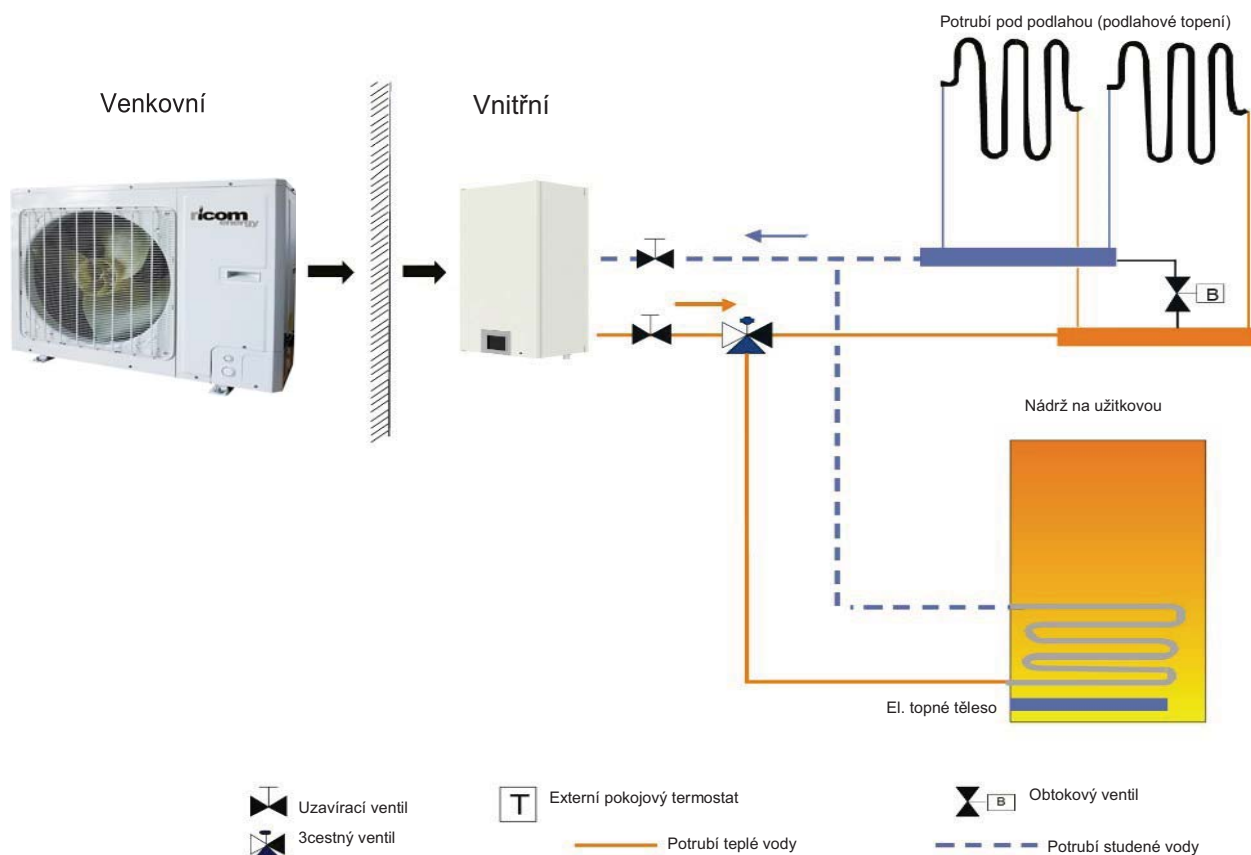 Potrubí pod podlahou (podlahové topení)
Venkovní
Vnitřní
ricom
energy
B
Nádrž na užitkovou
El. topné těleso
Uzavírací ventil
T
Externí pokojový termostat
B
Obtokový ventil
3cestný ventil
Potrubí teplé vody
Potrubí studené vody